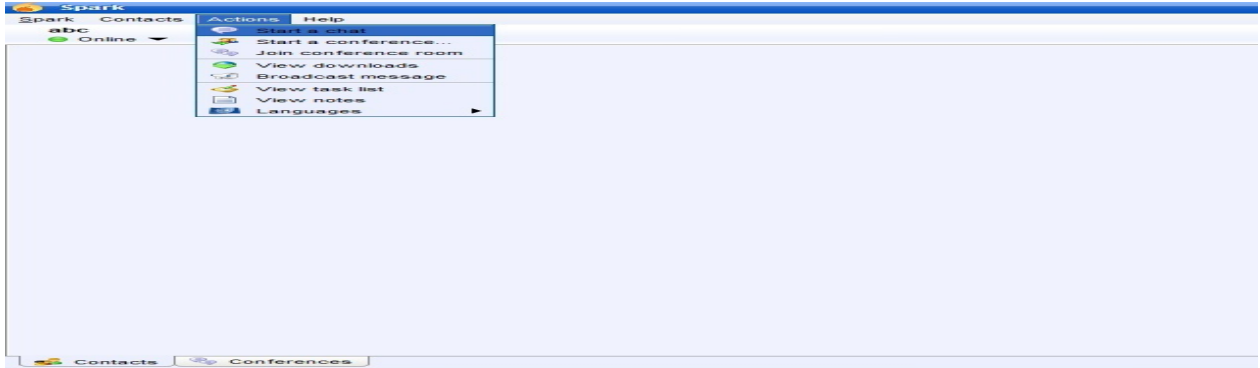 Spark
Spark Contacts Actions Help
abc
Online
Start a chat
Start a conference...
Join conference room
View downloads
Broadcast message
View task list
View notes
Languages
Contacts Conferences